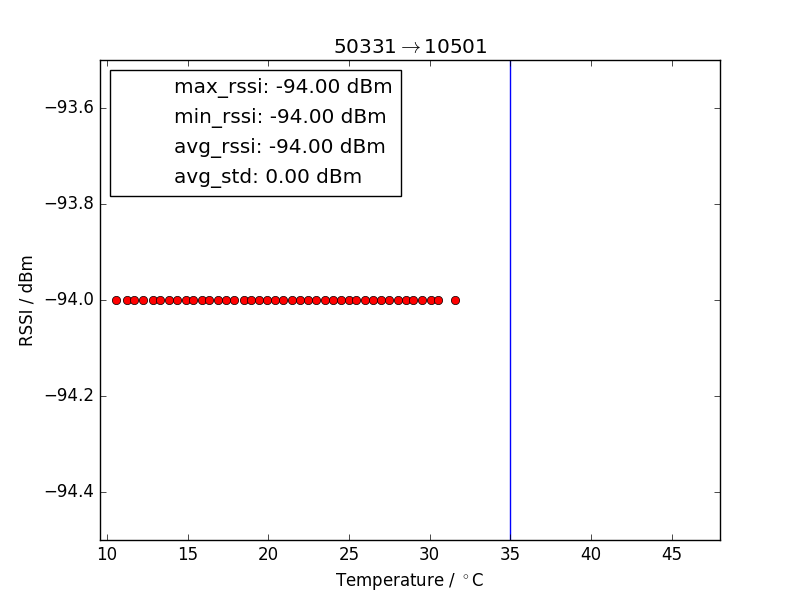 50331→10501
max_rssi: -94.00 dBm
min_rssi: -94.00 dBm
avg_rssi: -94.00 dBm
avg_std: 0.00 dBm
−93.6
−93.8
−94.0
−94.2
−94.4
RSSI / dBm
10 15 20 25 30 35 40 45
Temperature / °C